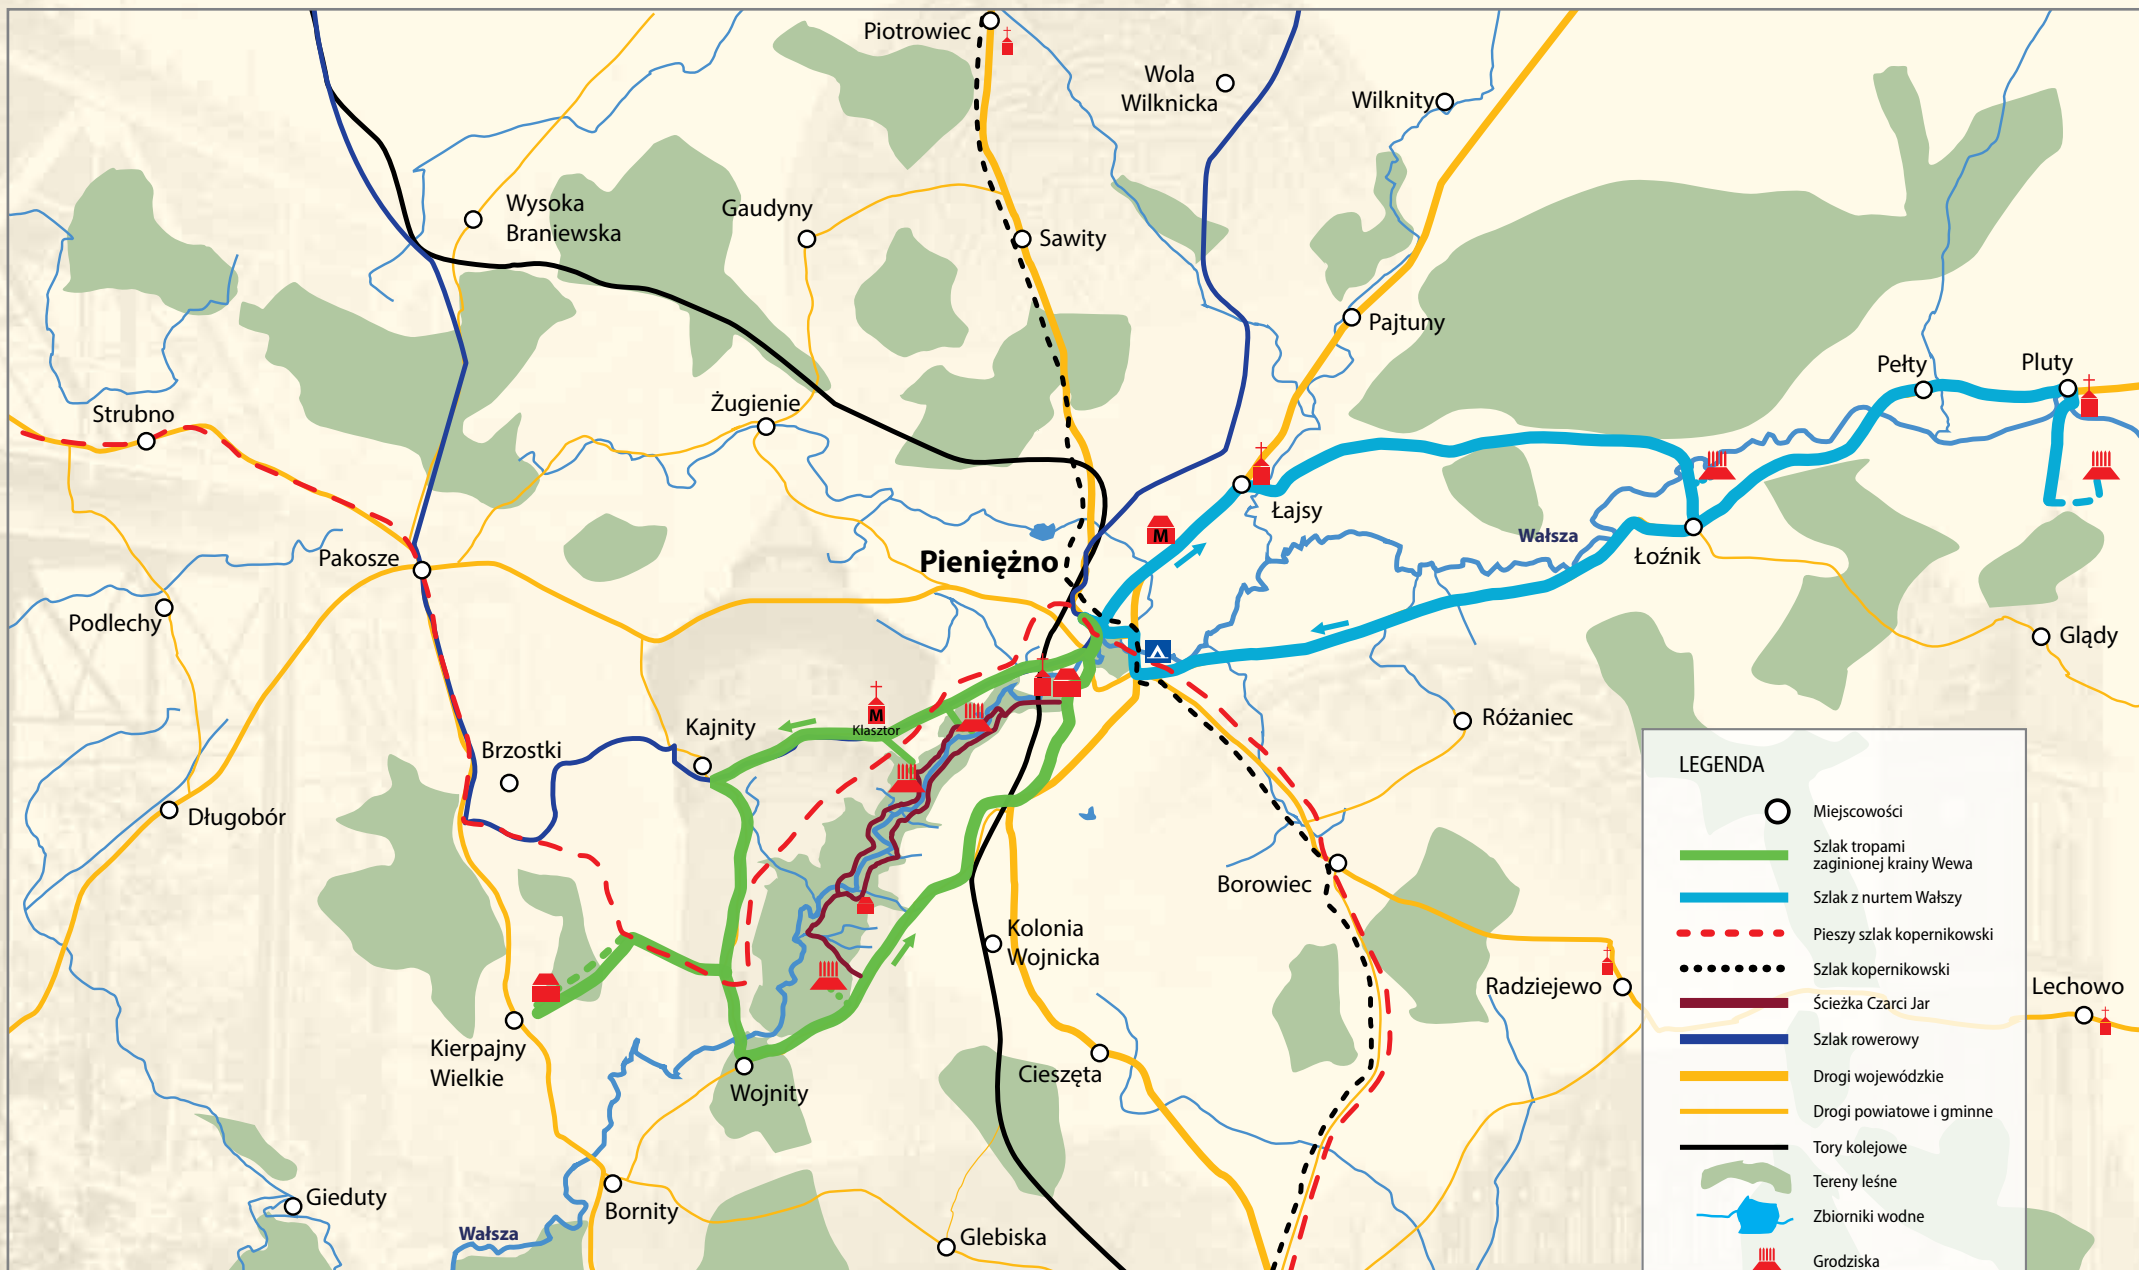 Piotrowiec
Wola
Wilknicka
Wilknity
Wysoka
Braniewska
Gaudyny
Sawity
Pajtuny
Pełty
Pluty
Strubno
Żugienie
Łajsy
M
Wałsza
Łoźnik
Pakosze
Pieniężno
Podlechy
Glądy
Kajnity
M
Klasztor
Różaniec
Brzostki
Długobór
Borowiec
Kolonia
Wojnicka
Radziejewo
Lechowo
Kierpajny
Wielkie
Wojnity
Cieszęta
Gieduty
Bornity
Wałsza
Glebiska
LEGENDA
Miejscowości
Szlak tropami
zaginionej krainy Wewa
Szlak z nurtem Wałszy
Pieszy szlak kopernikowski
Szlak kopernikowski
Ścieżka Czarci Jar
Szlak rowerowy
Drogi wojewódzkie
Drogi powiatowe i gminne
Tory kolejowe
Tereny leśne
Zbiorniki wodne
Grodziska